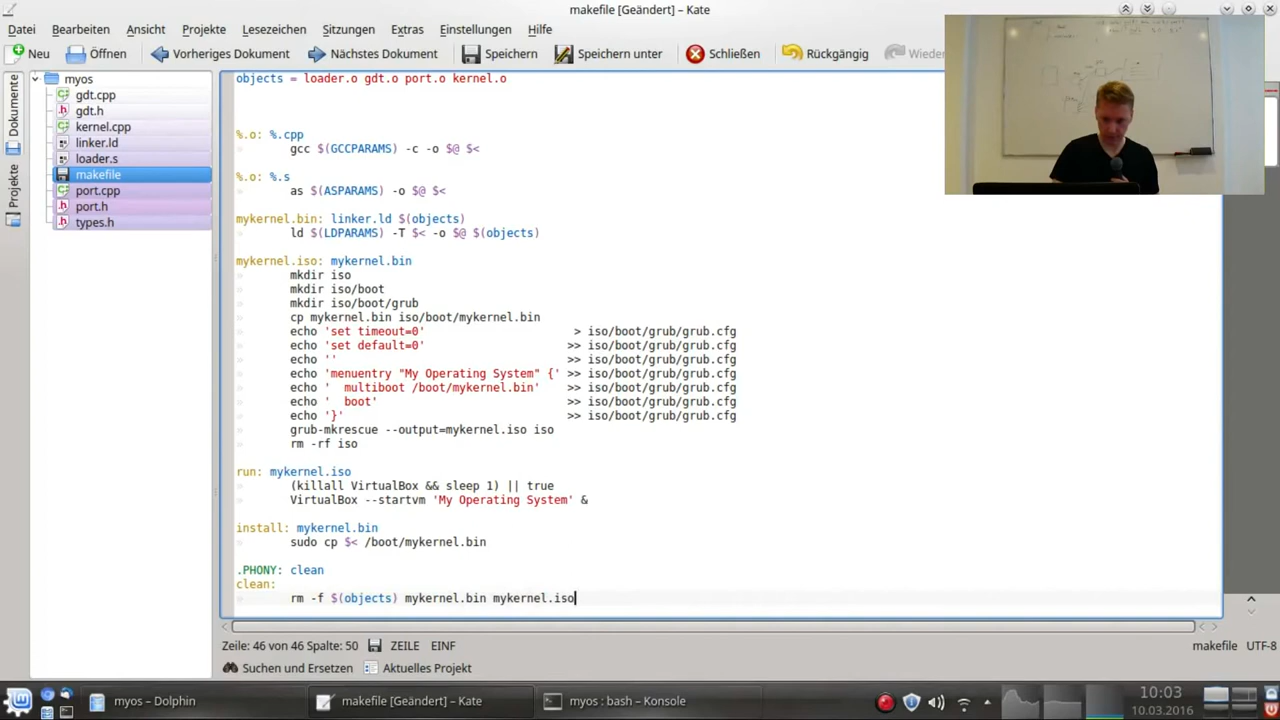 makefile [Geändert] – Kate
Datei Bearbeiten Ansicht Projekte Lesezeichen Sitzungen Extras Einstellungen Hilfe
Neu Öffnen Vorheriges Dokument Nächstes Dokument Speichern Speichern unter Schließen Rückgängig
Dokumente
Projekte
myos
gdt.cpp
gdt.h
kernel.cpp
linker.ld
loader.s
makefile
port.cpp
port.h
types.h
objects = loader.o gdt.o port.o kernel.o
%.o: %.cpp
gcc $(GCCPARAMS) -c -o $@ $<
%.o: %.s
as $(ASPARAMS) -o $@ $<
mykernel.bin: linker.ld $(objects)
ld $(LDPARAMS) -T $< -o $@ $(objects)
mykernel.iso: mykernel.bin
mkdir iso
mkdir iso/boot
mkdir iso/boot/grub
cp mykernel.bin iso/boot/mykernel.bin
echo 'set timeout=0' > iso/boot/grub/grub.cfg
echo 'set default=0' >> iso/boot/grub/grub.cfg
echo '' >> iso/boot/grub/grub.cfg
echo 'menuentry "My Operating System" {' >> iso/boot/grub/grub.cfg
echo '  multiboot /boot/mykernel.bin' >> iso/boot/grub/grub.cfg
echo '  boot' >> iso/boot/grub/grub.cfg
echo '}' >> iso/boot/grub/grub.cfg
grub-mkrescue --output=mykernel.iso iso
rm -rf iso
run: mykernel.iso
(killall VirtualBox && sleep 1) || true
VirtualBox --startvm 'My Operating System' &
install: mykernel.bin
sudo cp $< /boot/mykernel.bin
.PHONY: clean
clean:
rm -f $(objects) mykernel.bin mykernel.iso
Zeile: 46 von 46 Spalte: 50 ZEILE EINF makefile UTF-8
Suchen und Ersetzen Aktuelles Projekt
myos – Dolphin makefile [Geändert] – Kate myos : bash – Konsole 10:03
10.03.2016